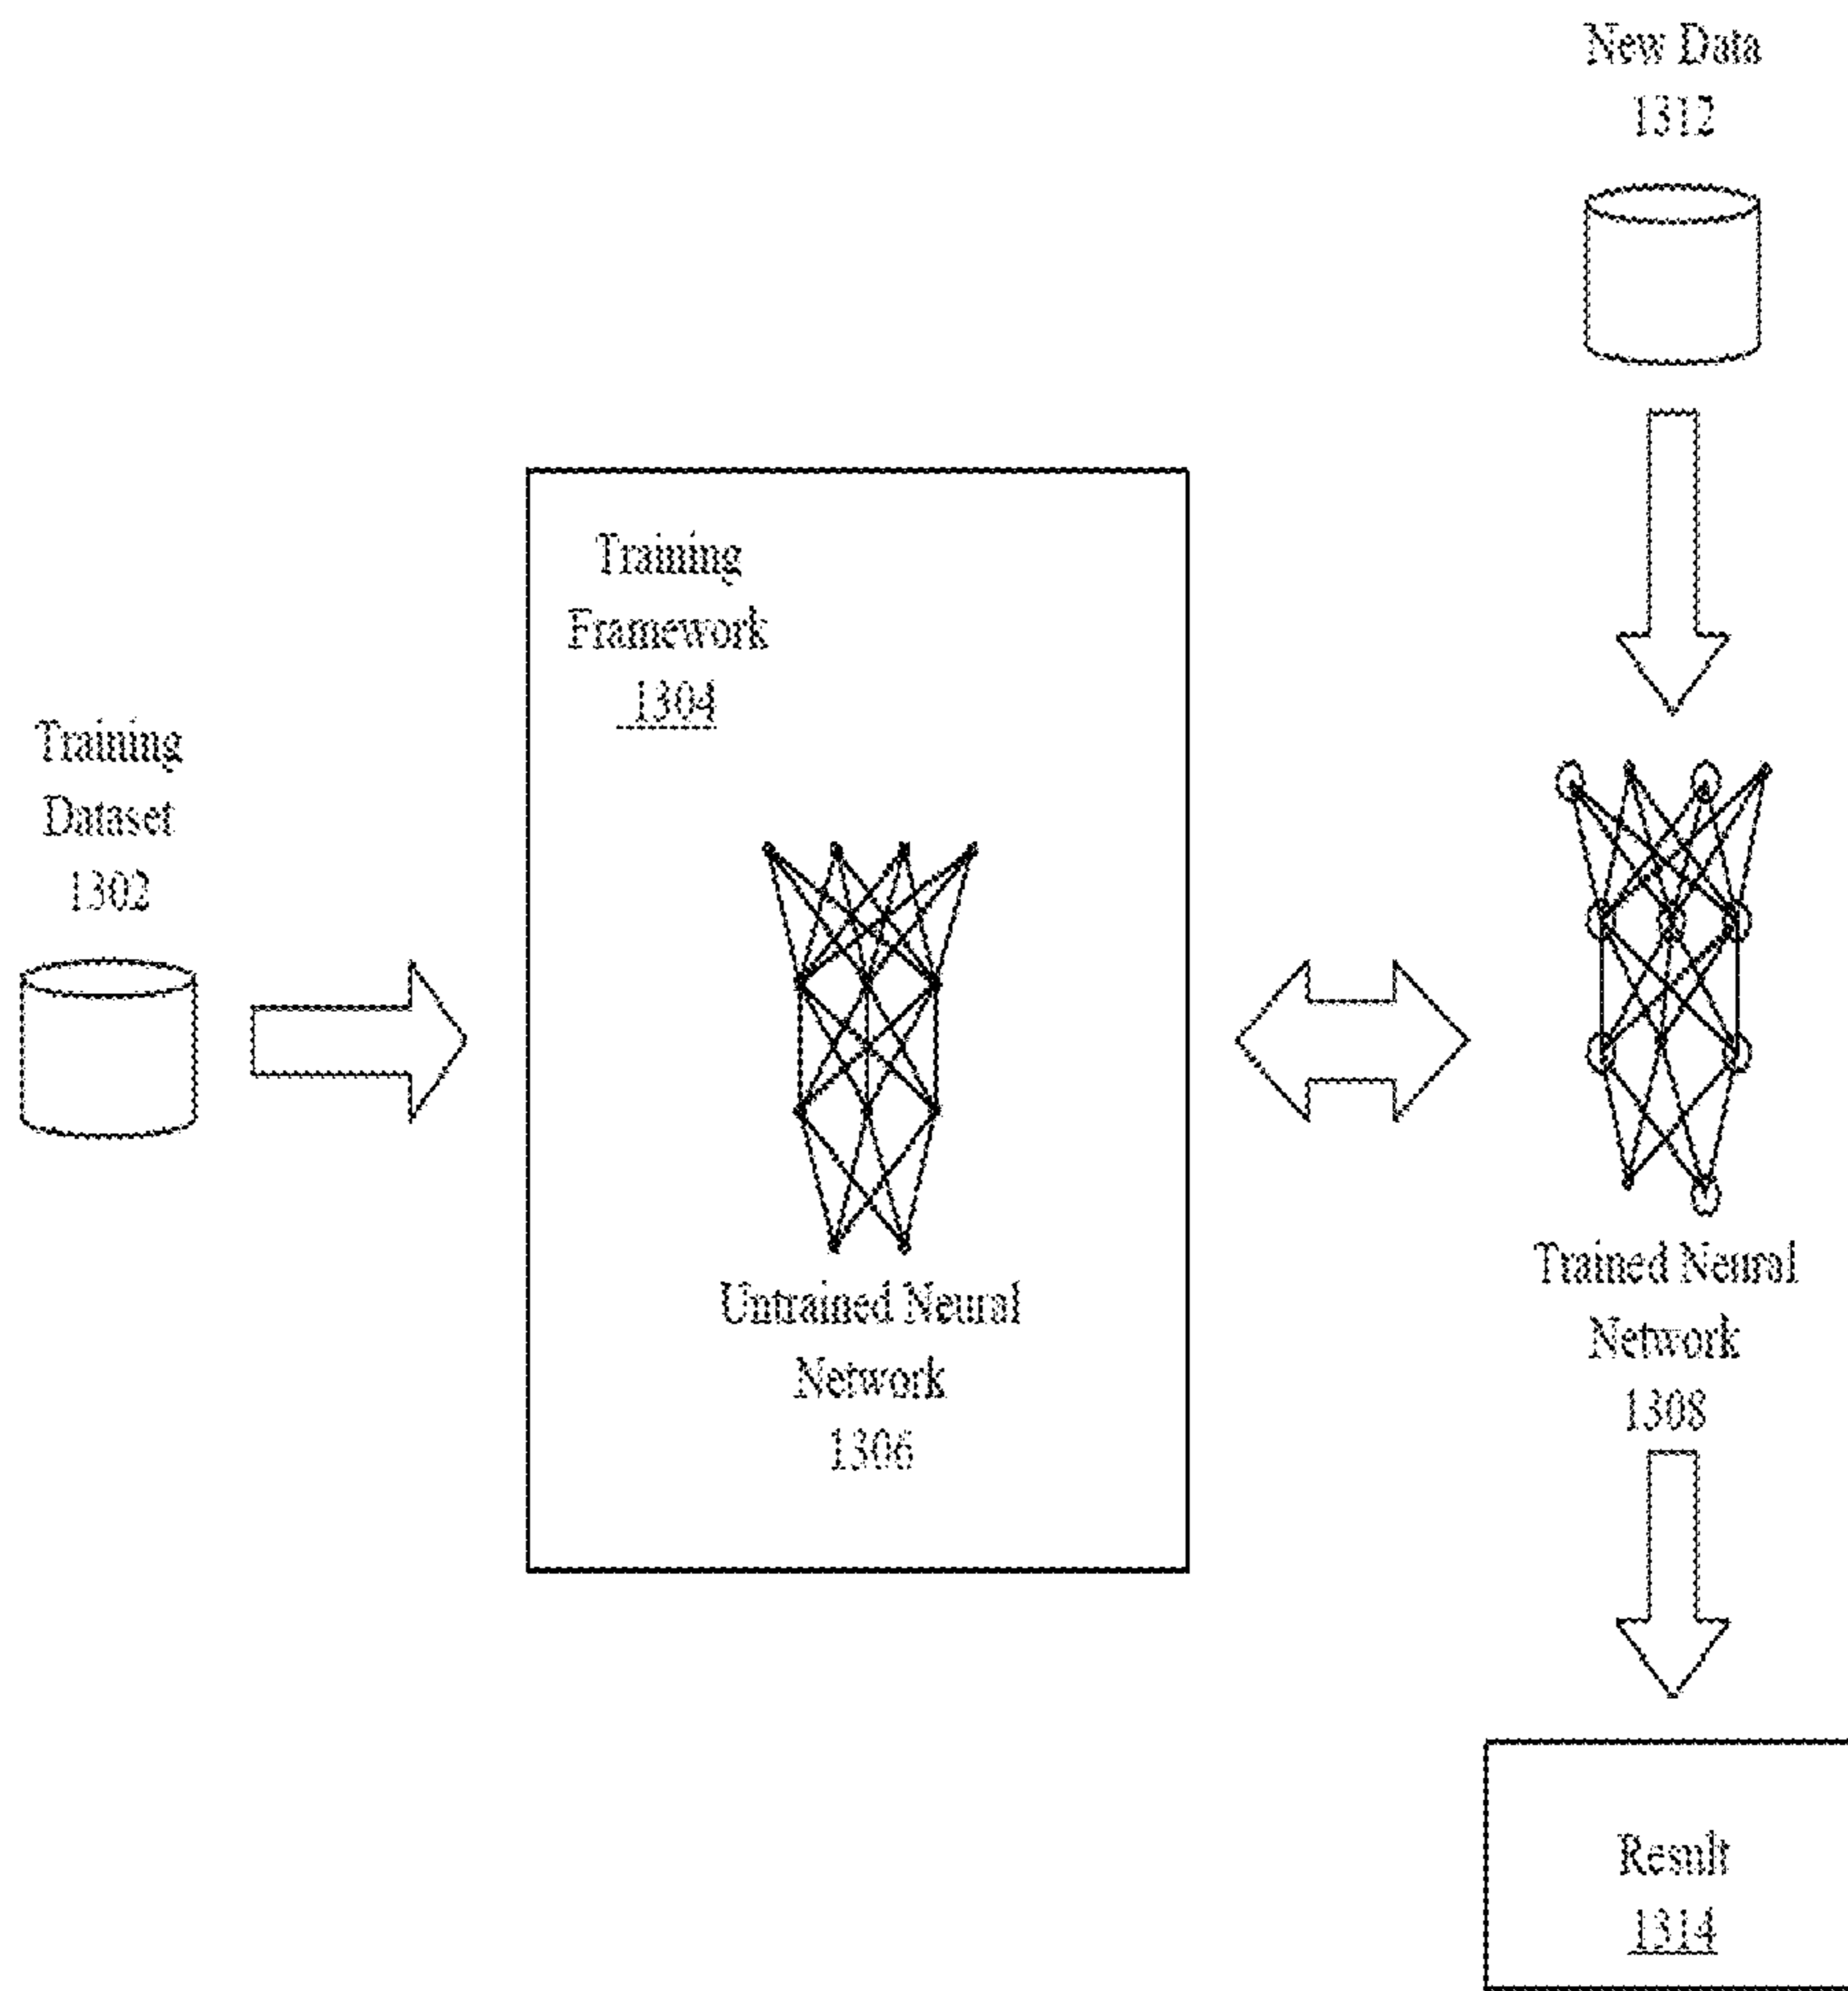 New Data
1312
Training
Framework
1304
Training
Dataset
1302
Untrained Neural
Network
1306
Trained Neural
Network
1308
Result
1314